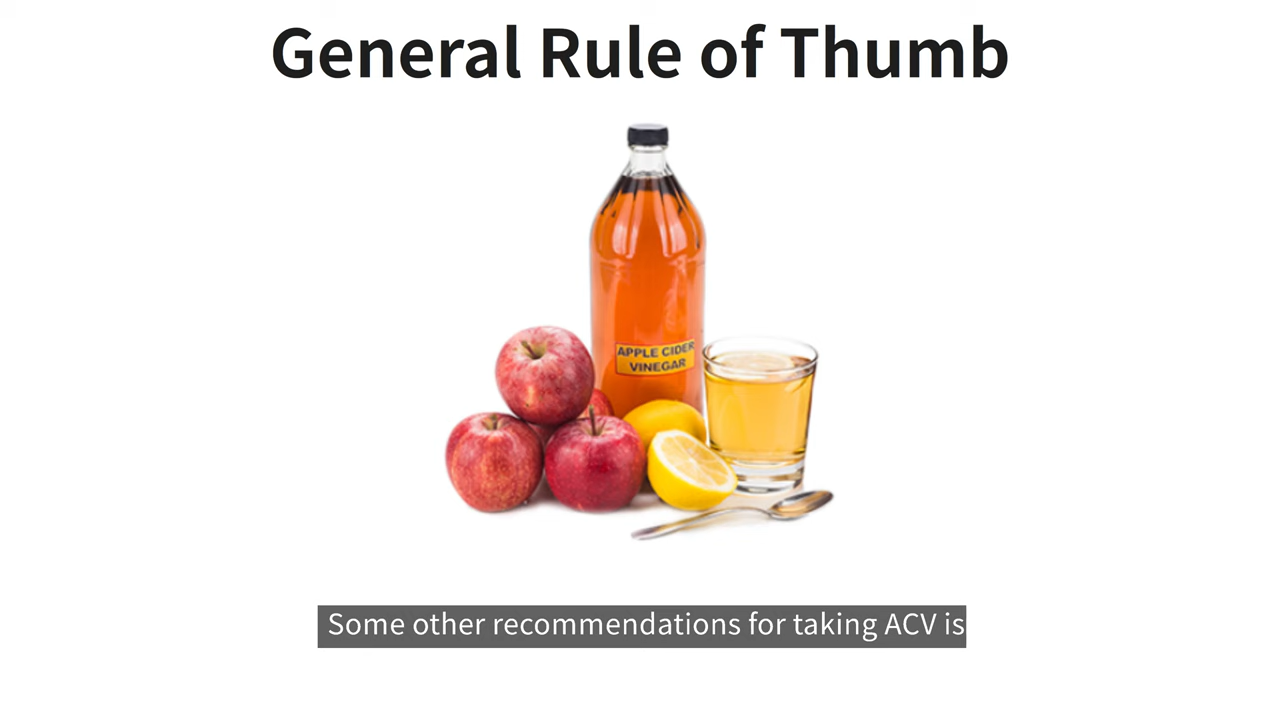 General Rule of Thumb
APPLE CIDER
VINEGAR
Some other recommendations for taking ACV is